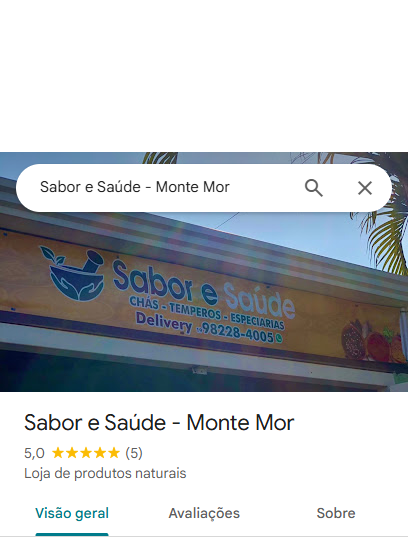 Sabor e Saúde - Monte Mor
Sabor e Saúde
CHÁS - TEMPEROS - ESPECIARIAS
Delivery 98228-4005
Sabor e Saúde - Monte Mor
5,0 (5)
Loja de produtos naturais
Visão geral Avaliações Sobre